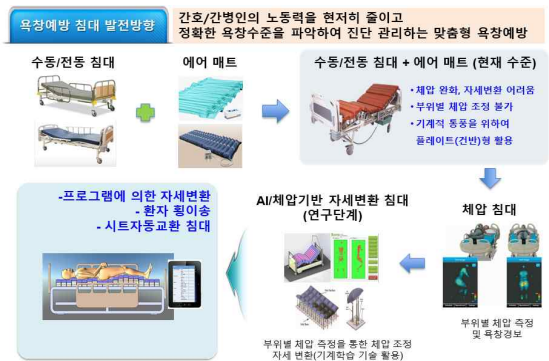 욕창예방 침대 발전방향
간호/간병인의 노동력을 현저히 줄이고
정확한 욕창수준을 파악하여 진단 관리하는 맞춤형 욕창예방
수동/전동 침대
에어 매트
수동/전동 침대 + 에어 매트 (현재 수준)
• 체압 완화, 자세변환 어려움
• 부위별 체압 조정 불가
• 기계적 통풍을 위하여
플레이트(건반)형 활용
체압 침대
부위별 체압 측정
및 욕창경보
AI/체압기반 자세변환 침대
(연구단계)
부위별 체압 측정을 통한 체압 조정
자세 변환(기계학습 기술 활용)
-프로그램에 의한 자세변환
- 환자 횡이송
- 시트자동교환 침대